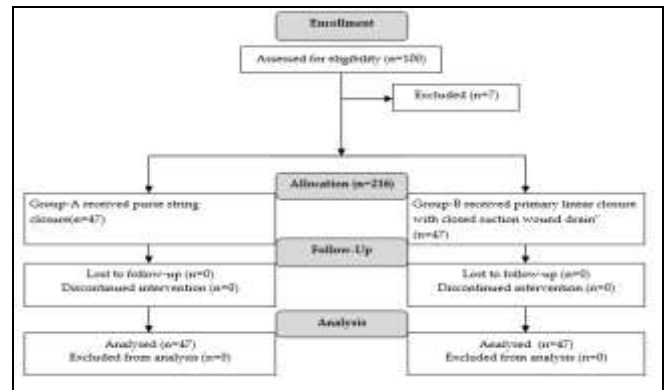 Enrollment
Assessed for eligibility (n=100)
Excluded (n=7)
Allocation (n=216)
Group-A received purse string
closure(n=47)
Group-B received primary linear closure
with closed suction wound drain"
(n=47)
Follow-Up
Lost to follow-up (n=0)
Discontinued intervention (n=0)
Lost to follow-up (n=0)
Discontinued intervention (n=0)
Analysis
Analysed (n=47)
Excluded from analysis (n=0)
Analysed (n=47)
Excluded from analysis (n=0)